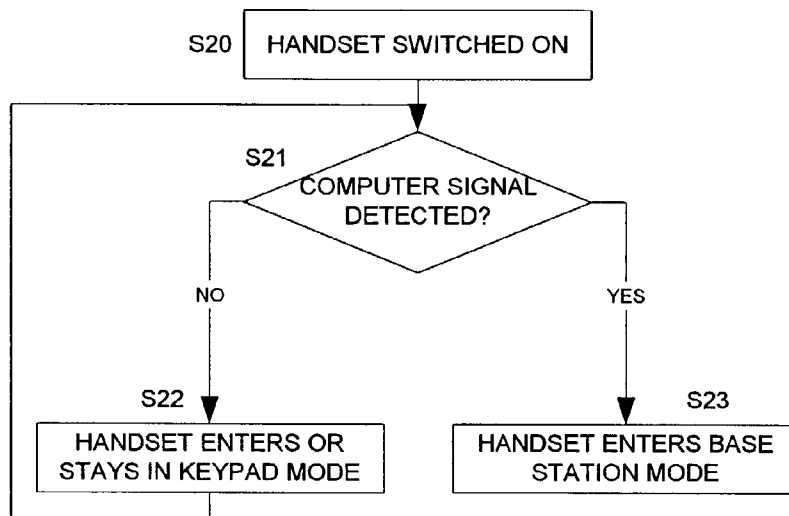 S20
HANDSET SWITCHED ON
S21
COMPUTER SIGNAL
DETECTED?
NO
YES
S22
S23
HANDSET ENTERS OR
STAYS IN KEYPAD MODE
HANDSET ENTERS BASE
STATION MODE